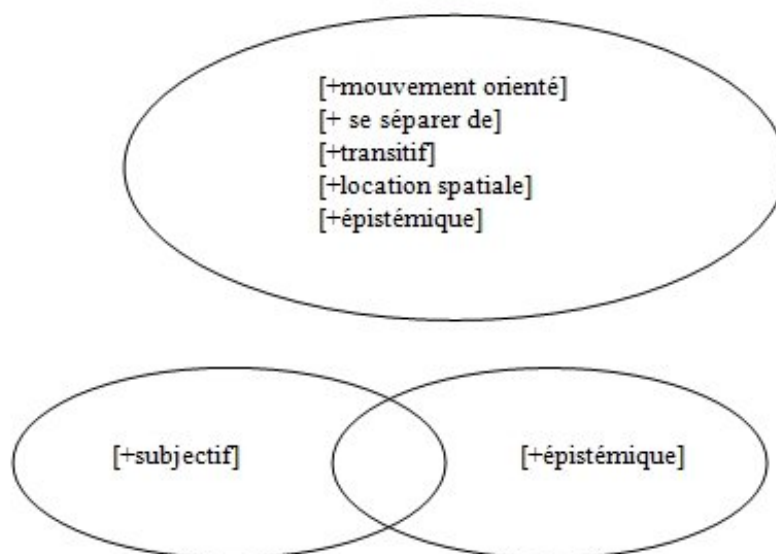 [+mouvement orienté]
[+ se séparer de]
[+transitif]
[+location spatiale]
[+épistémique]
[+subjectif]
[+épistémique]